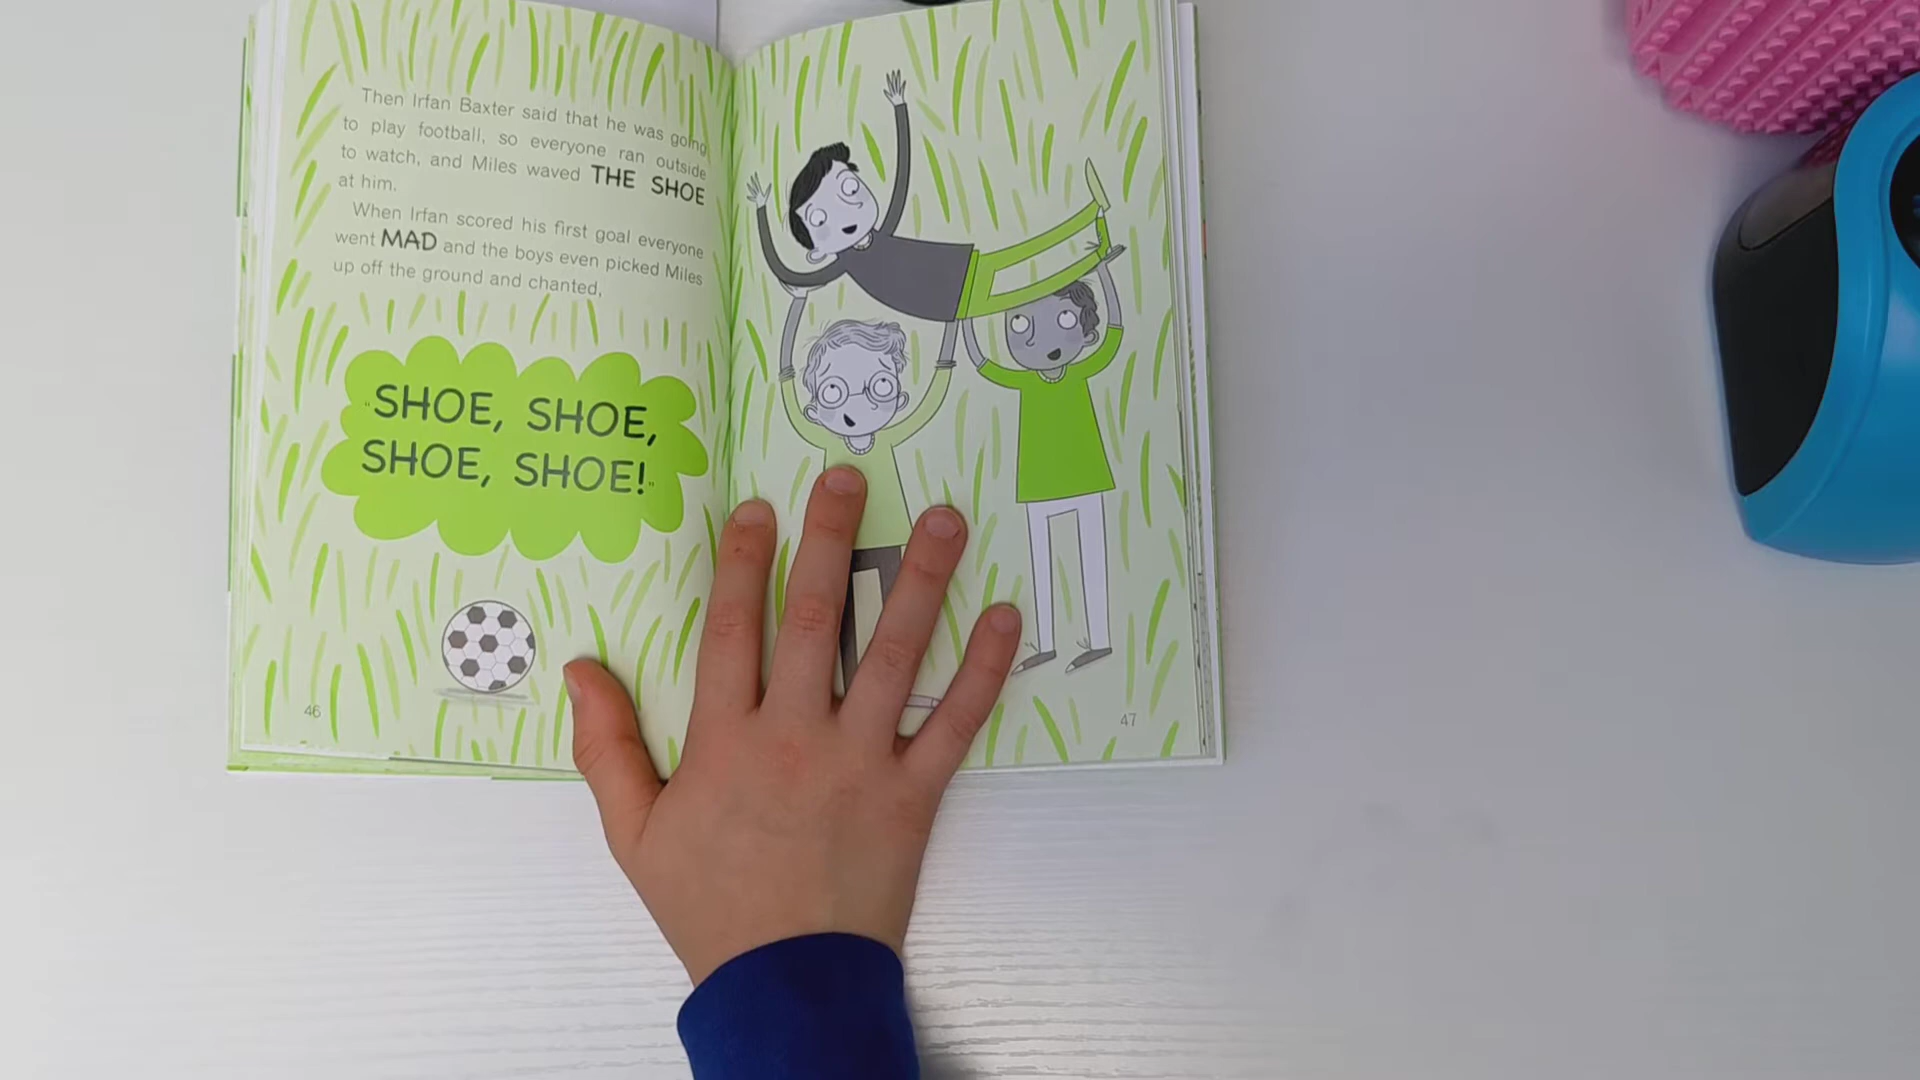 Then Irfan Baxter said that he was going
to play football, so everyone ran outside
to watch, and Miles waved THE SHOE
at him.
When Irfan scored his first goal everyone
went MAD and the boys even picked Miles
up off the ground and chanted,
"SHOE, SHOE,
SHOE, SHOE!"
46
47